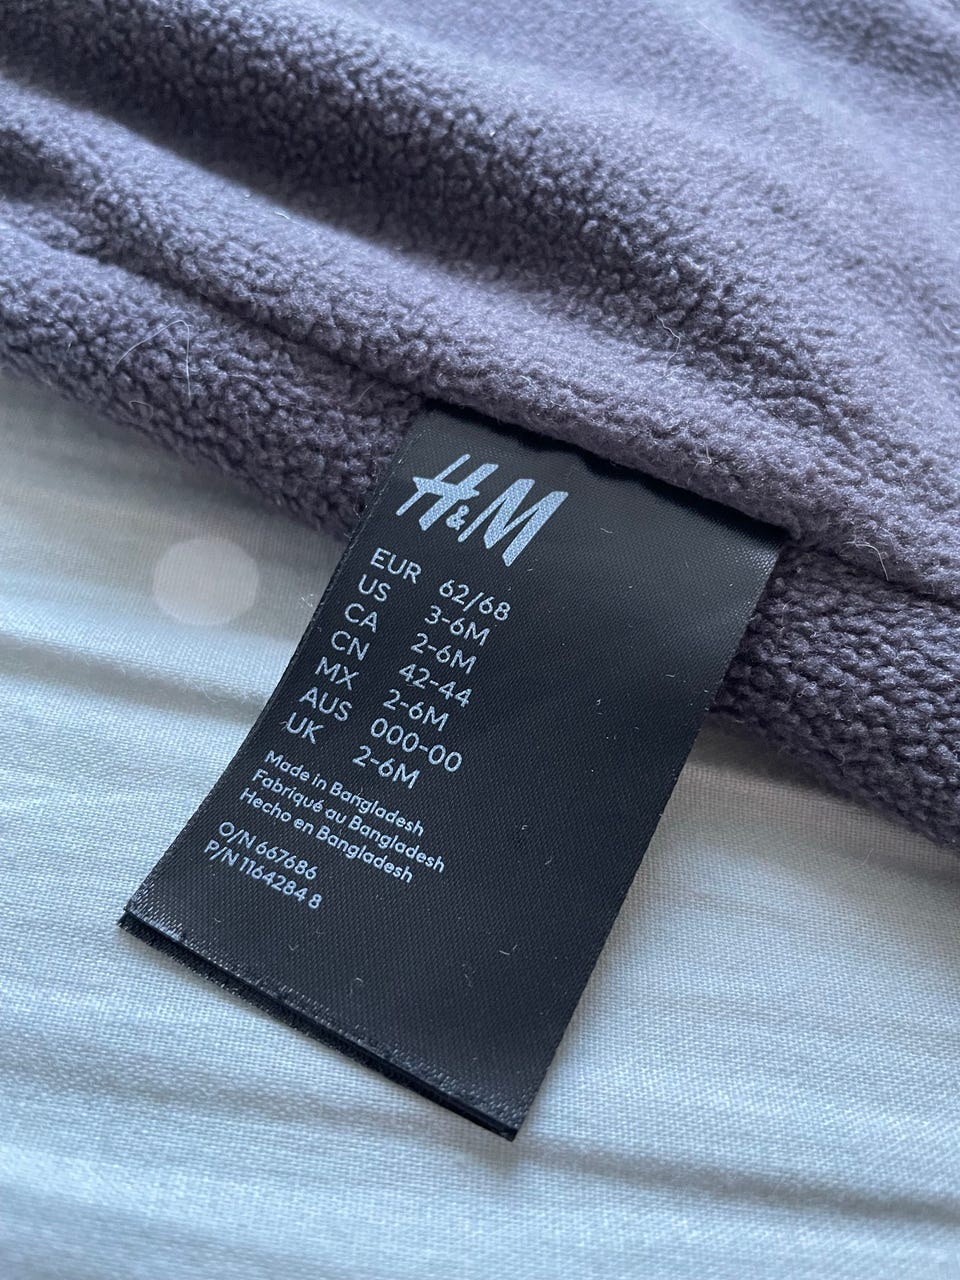 H&M
EUR 62/68
US 3-6M
CA 2-6M
CN 42-44
MX 2-6M
AUS 000-00
UK 2-6M
Made in Bangladesh
Fabriqué au Bangladesh
Hecho en Bangladesh
O/N 667686
P/N 1164284 8